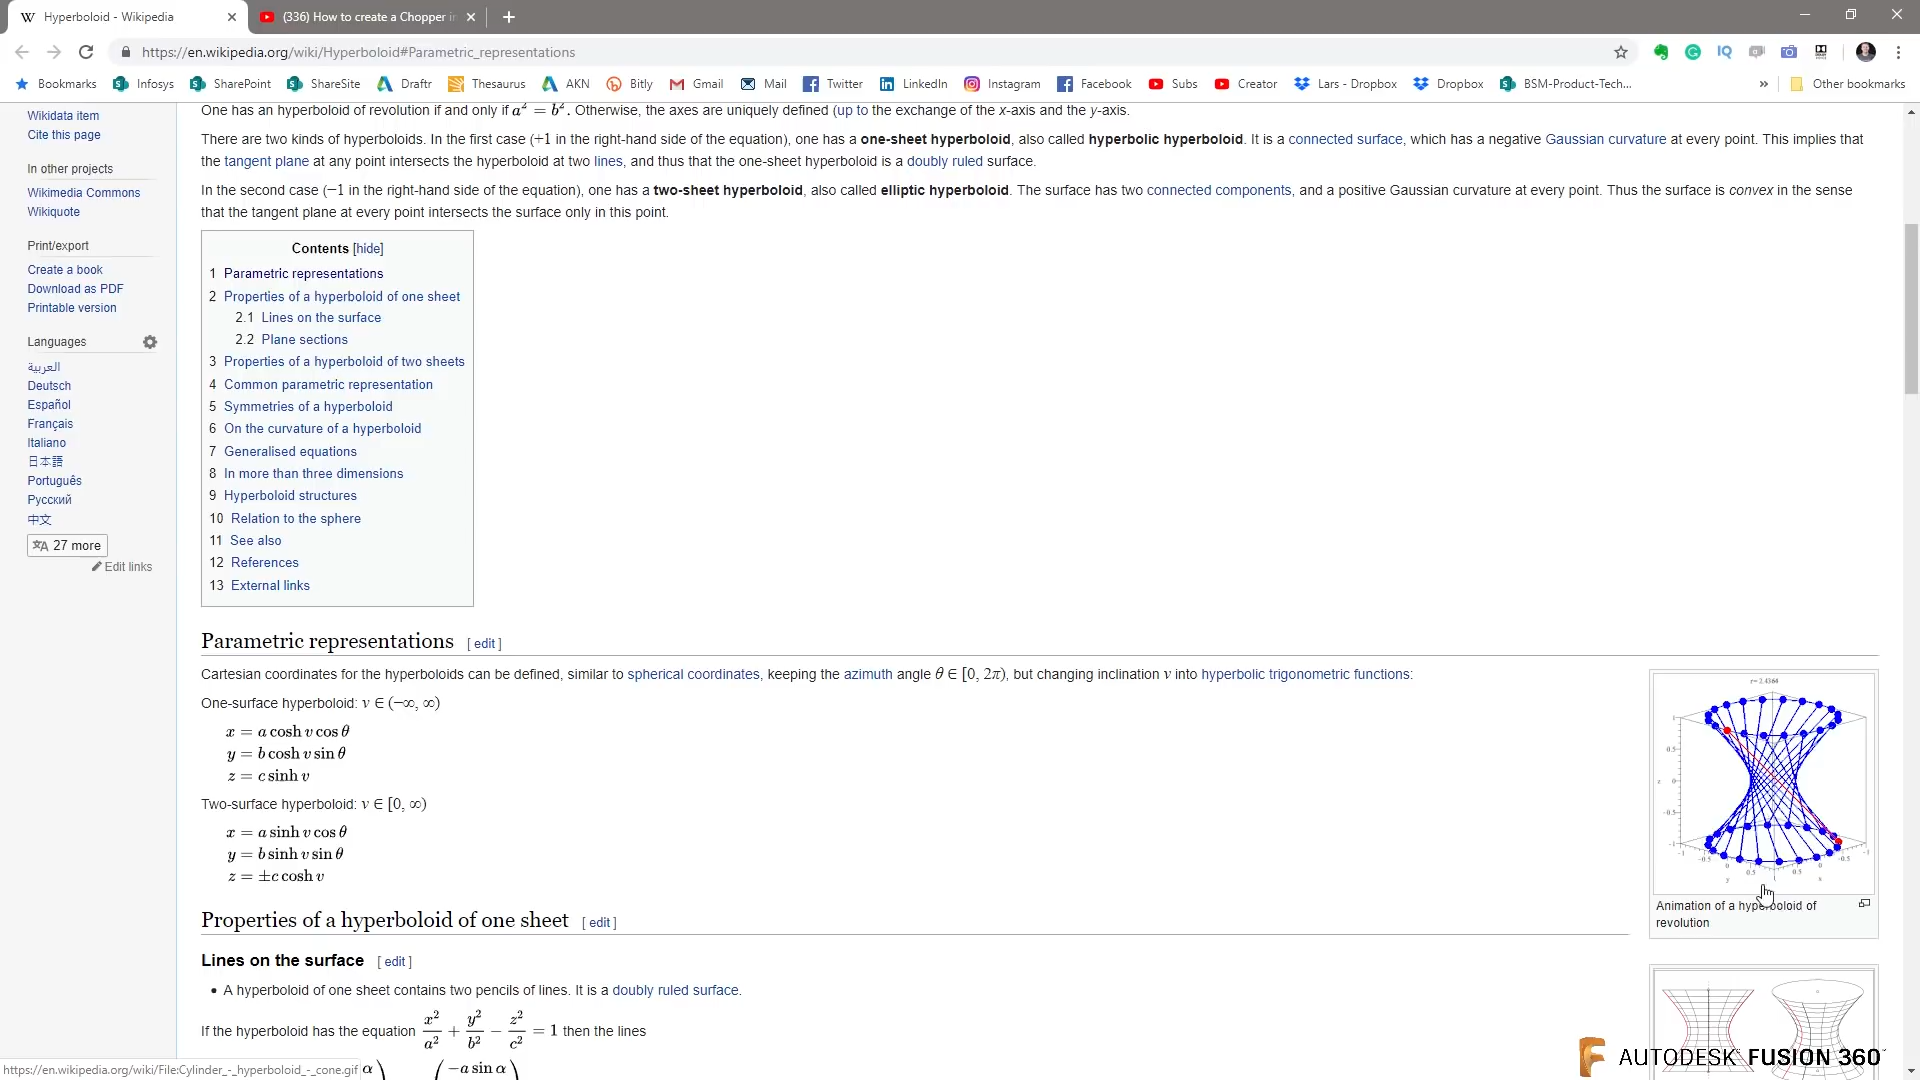 Hyperboloid - Wikipedia
(336) How to create a Chopper in
https://en.wikipedia.org/wiki/Hyperboloid#Parametric_representations
Bookmarks Infosys SharePoint ShareSite Draftr Thesaurus AKN Bitly Gmail Mail Twitter LinkedIn Instagram Facebook Subs Creator Lars - Dropbox Dropbox BSM-Product-Tech... » Other bookmarks
Wikidata item
Cite this page
In other projects
Wikimedia Commons
Wikiquote
Print/export
Create a book
Download as PDF
Printable version
Languages
العربية
Deutsch
Español
Français
Italiano
日本語
Português
Русский
中文
27 more
Edit links
One has an hyperboloid of revolution if and only if a² = b². Otherwise, the axes are uniquely defined (up to the exchange of the x-axis and the y-axis.
There are two kinds of hyperboloids. In the first case (+1 in the right-hand side of the equation), one has a one-sheet hyperboloid, also called hyperbolic hyperboloid. It is a connected surface, which has a negative Gaussian curvature at every point. This implies that
the tangent plane at any point intersects the hyperboloid at two lines, and thus that the one-sheet hyperboloid is a doubly ruled surface.
In the second case (−1 in the right-hand side of the equation), one has a two-sheet hyperboloid, also called elliptic hyperboloid. The surface has two connected components, and a positive Gaussian curvature at every point. Thus the surface is convex in the sense
that the tangent plane at every point intersects the surface only in this point.
Contents [hide]
1 Parametric representations
2 Properties of a hyperboloid of one sheet
2.1 Lines on the surface
2.2 Plane sections
3 Properties of a hyperboloid of two sheets
4 Common parametric representation
5 Symmetries of a hyperboloid
6 On the curvature of a hyperboloid
7 Generalised equations
8 In more than three dimensions
9 Hyperboloid structures
10 Relation to the sphere
11 See also
12 References
13 External links
Parametric representations [ edit ]
Cartesian coordinates for the hyperboloids can be defined, similar to spherical coordinates, keeping the azimuth angle θ ∈ [0, 2π), but changing inclination v into hyperbolic trigonometric functions:
One-surface hyperboloid: v ∈ (−∞, ∞)
x = a cosh v cos θ
y = b cosh v sin θ
z = c sinh v
Two-surface hyperboloid: v ∈ [0, ∞)
x = a sinh v cos θ
y = b sinh v sin θ
z = ±c cosh v
r= 2.4360
Animation of a hyperboloid of
revolution
Properties of a hyperboloid of one sheet [ edit ]
Lines on the surface [ edit ]
• A hyperboloid of one sheet contains two pencils of lines. It is a doubly ruled surface.
If the hyperboloid has the equation x²/a² + y²/b² − z²/c² = 1 then the lines
α) (−a sin α)
https://en.wikipedia.org/wiki/File:Cylinder_-_hyperboloid_-_cone.gif
AUTODESK FUSION 360